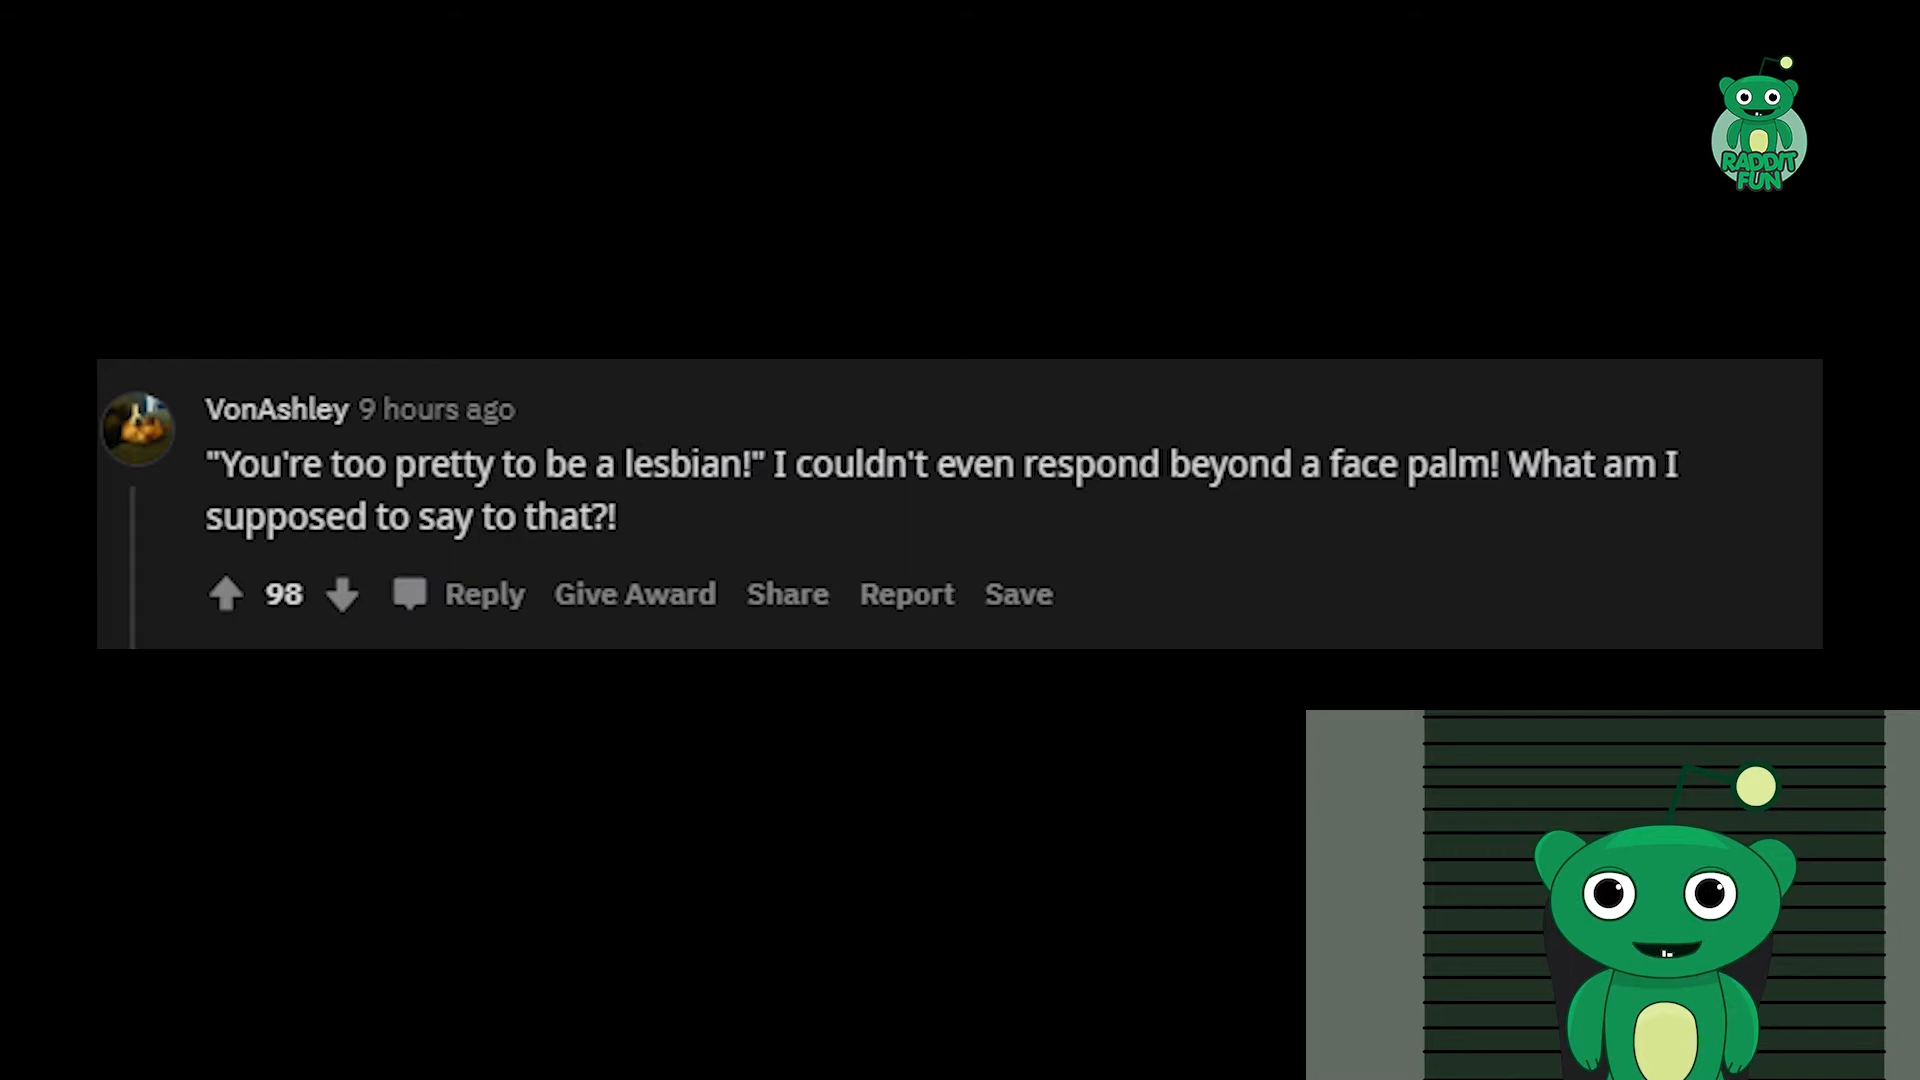 RADDIT
FUN
VonAshley 9 hours ago
"You're too pretty to be a lesbian!" I couldn't even respond beyond a face palm! What am I
supposed to say to that?!
98 Reply Give Award Share Report Save